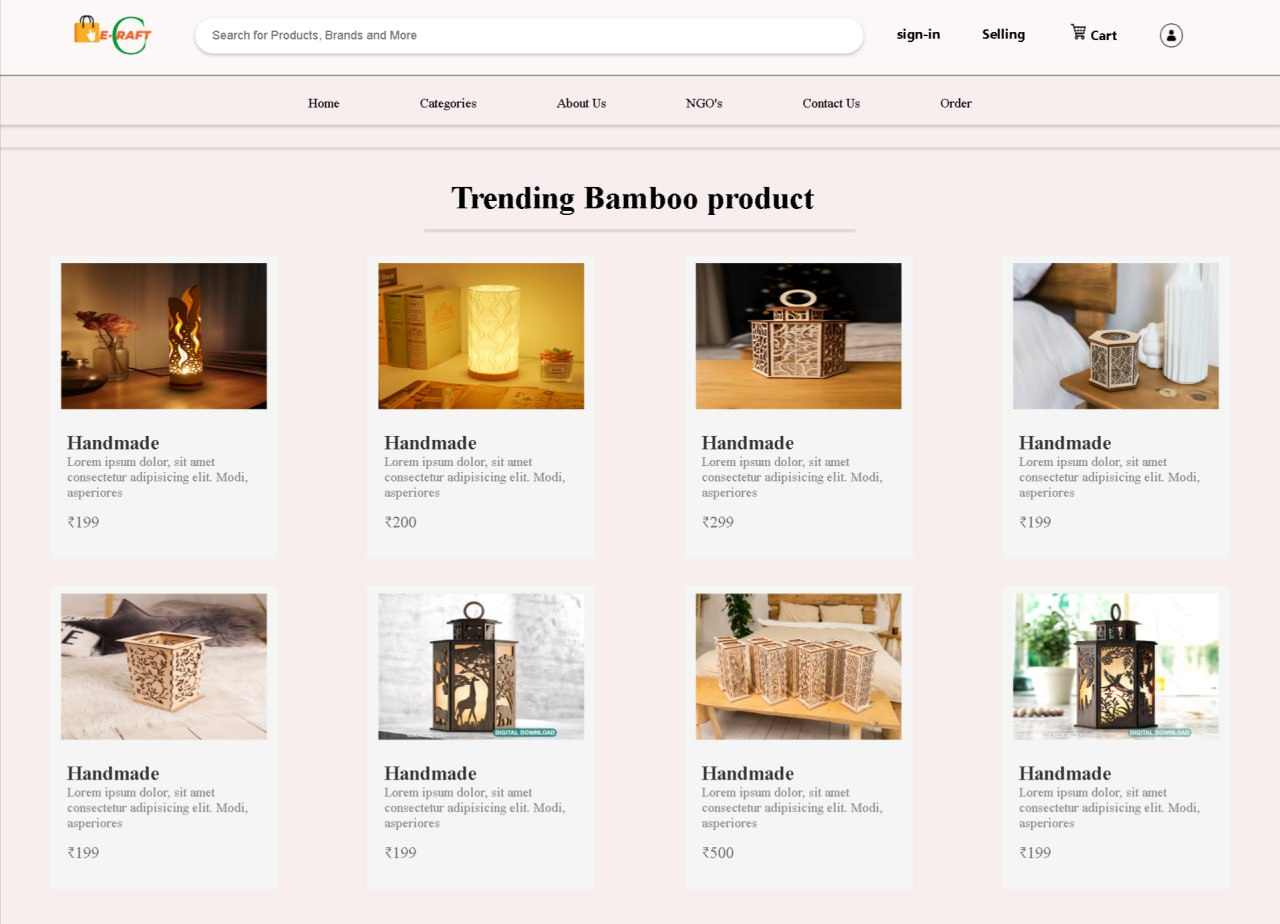 E-CRAFT
Search for Products, Brands and More
sign-in
Selling
Cart
Home
Categories
About Us
NGO's
Contact Us
Order
Trending Bamboo product
Handmade
Lorem ipsum dolor, sit amet
consectetur adipisicing elit. Modi,
asperiores
₹199
Handmade
Lorem ipsum dolor, sit amet
consectetur adipisicing elit. Modi,
asperiores
₹200
Handmade
Lorem ipsum dolor, sit amet
consectetur adipisicing elit. Modi,
asperiores
₹299
Handmade
Lorem ipsum dolor, sit amet
consectetur adipisicing elit. Modi,
asperiores
₹199
DIGITAL DOWNLOAD
DIGITAL DOWNLOAD
Handmade
Lorem ipsum dolor, sit amet
consectetur adipisicing elit. Modi,
asperiores
₹199
Handmade
Lorem ipsum dolor, sit amet
consectetur adipisicing elit. Modi,
asperiores
₹199
Handmade
Lorem ipsum dolor, sit amet
consectetur adipisicing elit. Modi,
asperiores
₹500
Handmade
Lorem ipsum dolor, sit amet
consectetur adipisicing elit. Modi,
asperiores
₹199